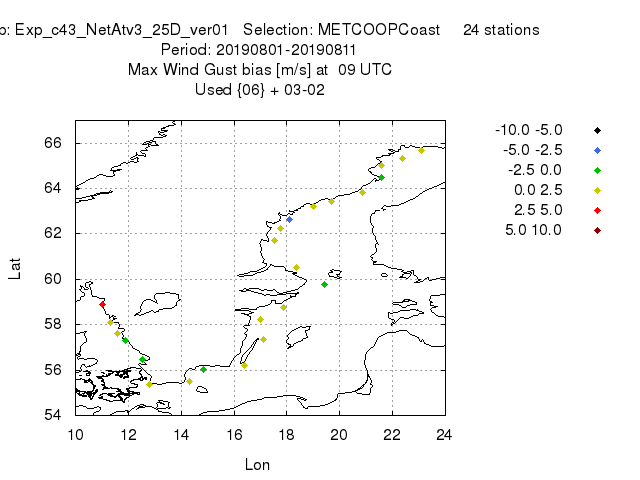 p: Exp_c43_NetAtv3_25D_ver01 Selection: METCOOPCoast 24 stations
Period: 20190801-20190811
Max Wind Gust bias [m/s] at 09 UTC
Used {06} + 03-02
-10.0 -5.0
-5.0 -2.5
-2.5 0.0
0.0 2.5
2.5 5.0
5.0 10.0
66
64
62
60
58
56
54
Lat
10 12 14 16 18 20 22 24
Lon